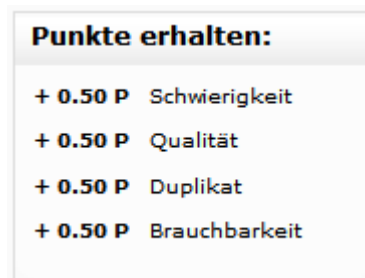 Punkte erhalten:
+ 0.50 P Schwierigkeit
+ 0.50 P Qualität
+ 0.50 P Duplikat
+ 0.50 P Brauchbarkeit